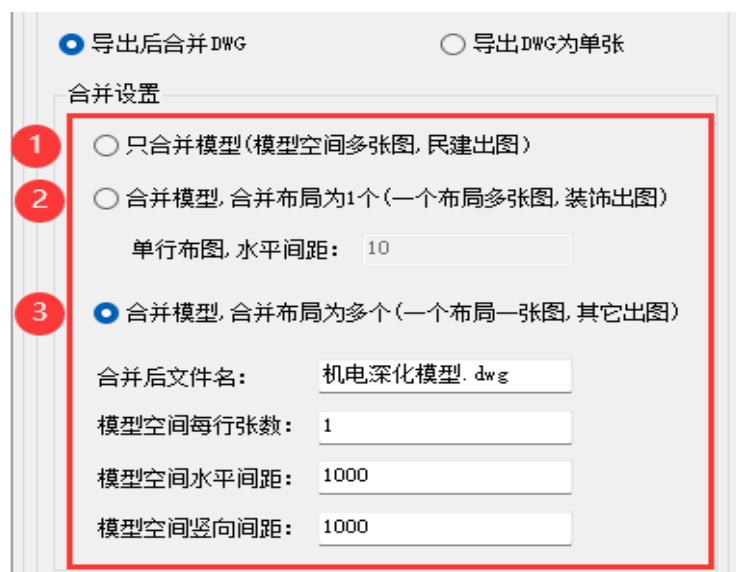 导出后合并DWG 导出DWG为单张
合并设置
1 只合并模型(模型空间多张图,民建出图)
2 合并模型,合并布局为1个(一个布局多张图,装饰出图)
单行布图,水平间距: 10
3 合并模型,合并布局为多个(一个布局一张图,其它出图)
合并后文件名: 机电深化模型.dwg
模型空间每行张数: 1
模型空间水平间距: 1000
模型空间竖向间距: 1000